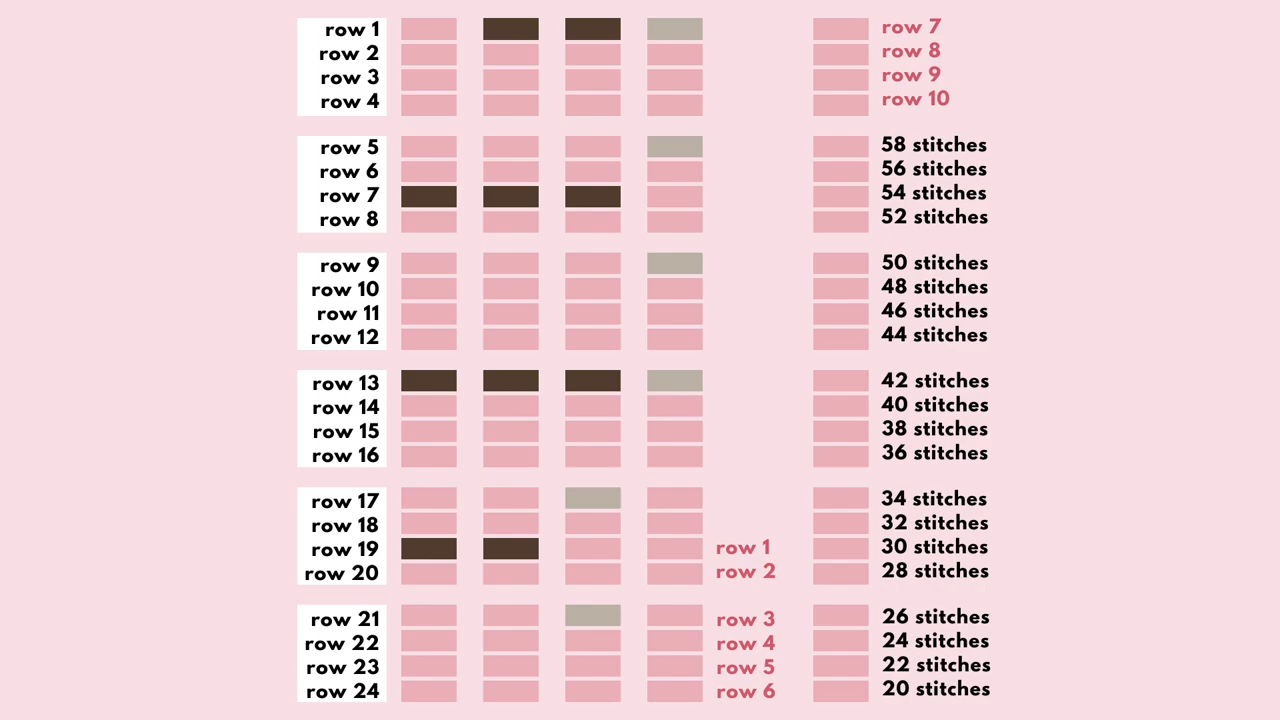 row 1
row 2
row 3
row 4
row 5
row 6
row 7
row 8
row 9
row 10
row 11
row 12
row 13
row 14
row 15
row 16
row 17
row 18
row 19
row 20
row 21
row 22
row 23
row 24
row 1
row 2
row 3
row 4
row 5
row 6
row 7
row 8
row 9
row 10
58 stitches
56 stitches
54 stitches
52 stitches
50 stitches
48 stitches
46 stitches
44 stitches
42 stitches
40 stitches
38 stitches
36 stitches
34 stitches
32 stitches
30 stitches
28 stitches
26 stitches
24 stitches
22 stitches
20 stitches